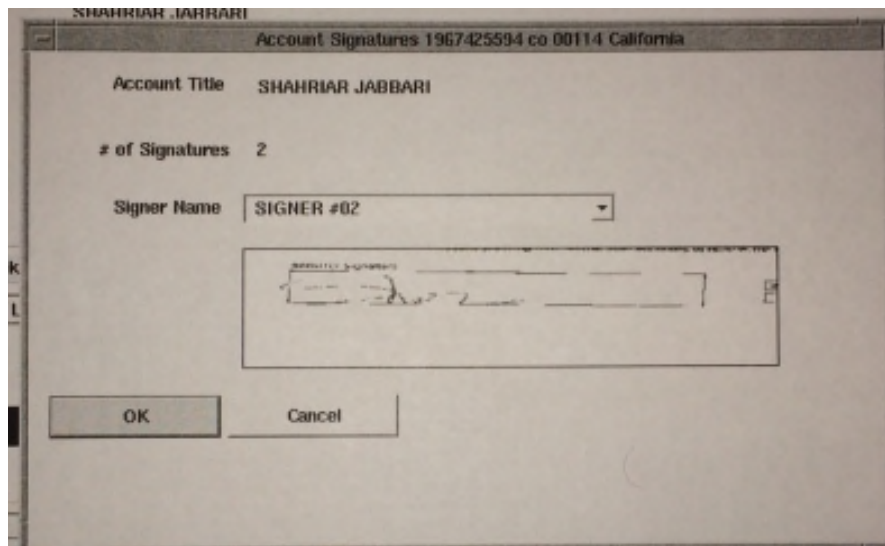 SHAHRIAR JABBARI
Account Signatures 1967425594 co 00114 California
Account Title SHAHRIAR JABBARI
# of Signatures 2
Signer Name SIGNER #02
k
L
OK Cancel